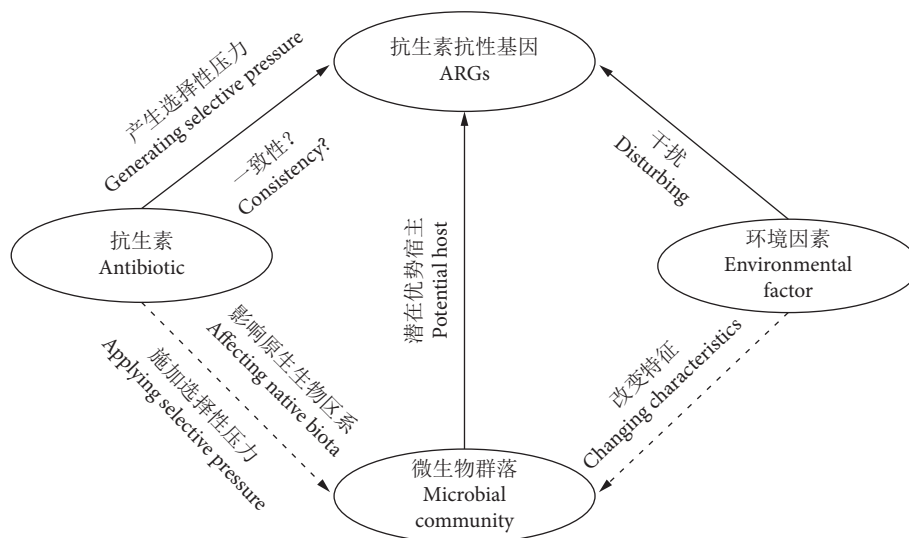 抗生素抗性基因
ARGs
产生选择性压力
Generating selective pressure
一致性?
Consistency?
干扰
Disturbing
抗生素
Antibiotic
潜在优势宿主
Potential host
环境因素
Environmental
factor
影响原生生物区系
Affecting native biota
施加选择性压力
Applying selective pressure
改变特征
Changing characteristics
微生物群落
Microbial
community